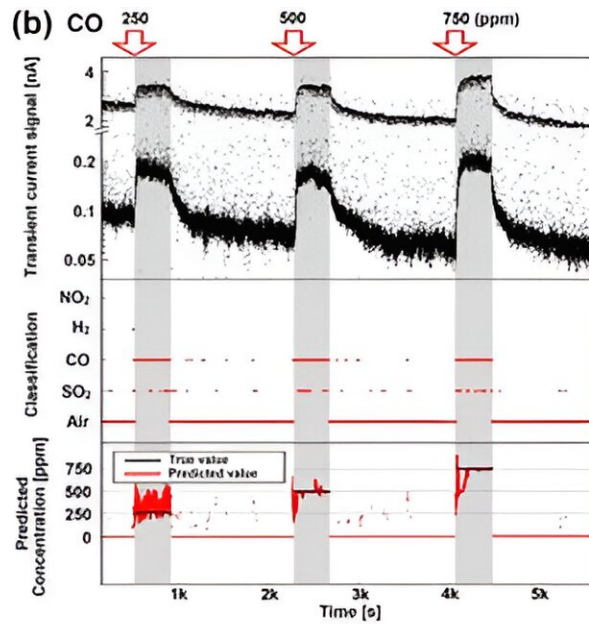 (b) CO 250 500 750 (ppm)
Transient current signal [nA]
4
2
0.2
0.1
0.05
Classification
NO₂
H₂
CO
SO₂
Air
Predicted
Concentration [ppm]
750
500
250
0
True value
Predicted value
1k 2k 3k 4k 5k
Time [s]